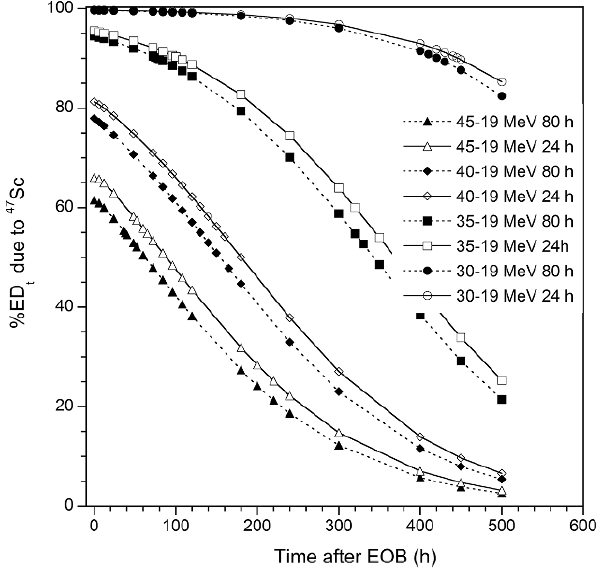 100
80
60
40
20
0
%EDt due to 47Sc
45-19 MeV 80 h
45-19 MeV 24 h
40-19 MeV 80 h
40-19 MeV 24 h
35-19 MeV 80 h
35-19 MeV 24h
30-19 MeV 80 h
30-19 MeV 24 h
0 100 200 300 400 500 600
Time after EOB (h)